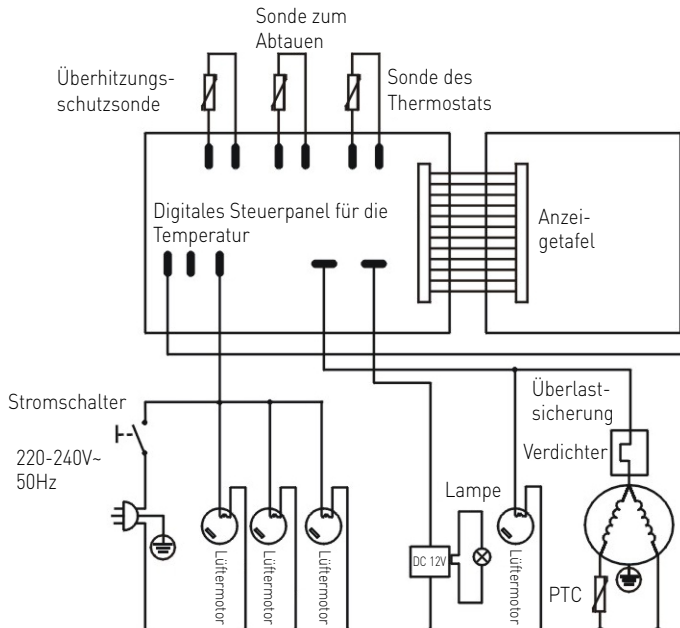 Sonde zum
Abtauen
Überhitzungs-
schutzsonde
Sonde des
Thermostats
Digitales Steuerpanel für die
Temperatur
Anzei-
getafel
Stromschalter
220-240V~
50Hz
Überlast-
sicherung
Verdichter
Lampe
DC 12V
PTC
Lüftermotor
Lüftermotor
Lüftermotor
Lüftermotor